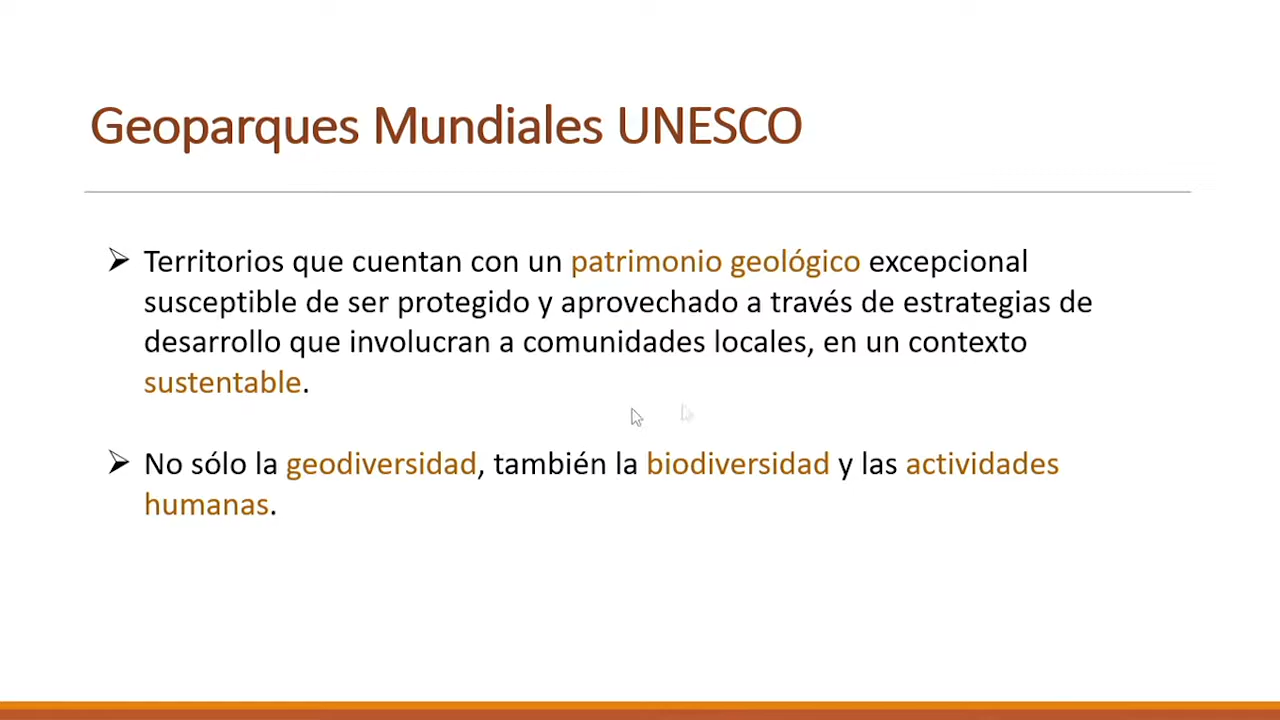 Geoparques Mundiales UNESCO
Territorios que cuentan con un patrimonio geológico excepcional
susceptible de ser protegido y aprovechado a través de estrategias de
desarrollo que involucran a comunidades locales, en un contexto
sustentable.
No sólo la geodiversidad, también la biodiversidad y las actividades
humanas.